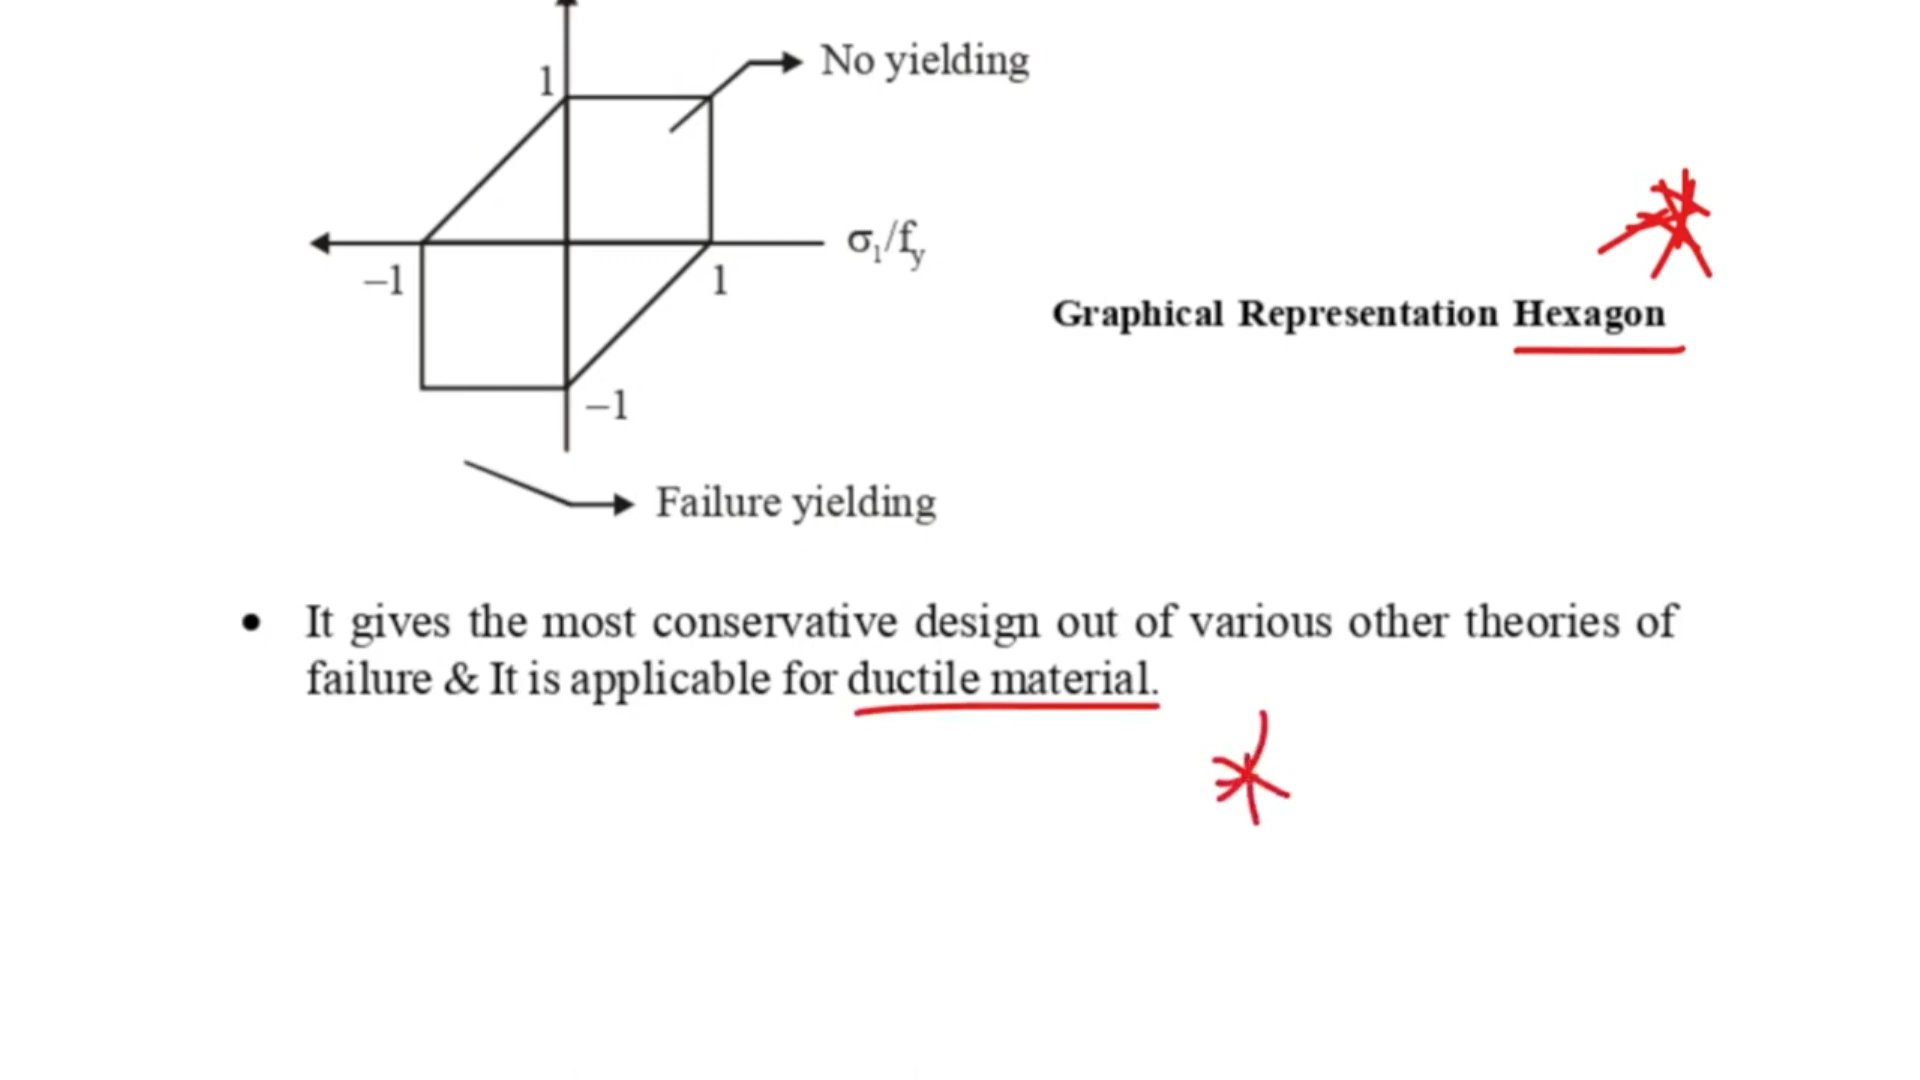 No yielding
1
σ₁/fy
–1
1
Graphical Representation Hexagon
–1
Failure yielding
• It gives the most conservative design out of various other theories of
failure & It is applicable for ductile material.